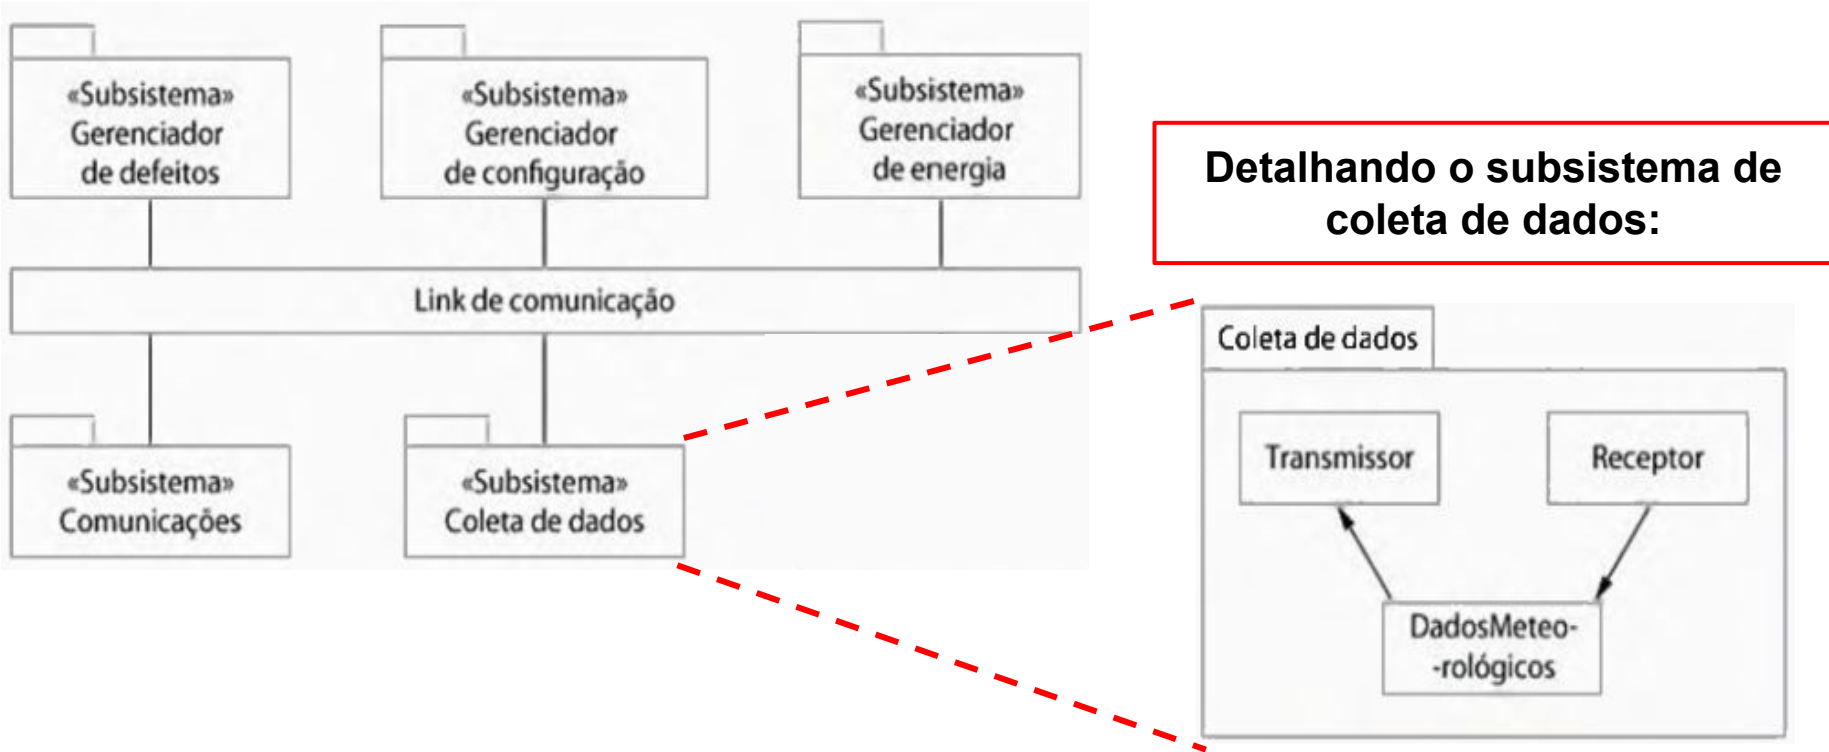 «Subsistema»
Gerenciador
de defeitos
«Subsistema»
Gerenciador
de configuração
«Subsistema»
Gerenciador
de energia
Link de comunicação
«Subsistema»
Comunicações
«Subsistema»
Coleta de dados
Detalhando o subsistema de
coleta de dados:
Coleta de dados
Transmissor
Receptor
DadosMeteo-
-rológicos